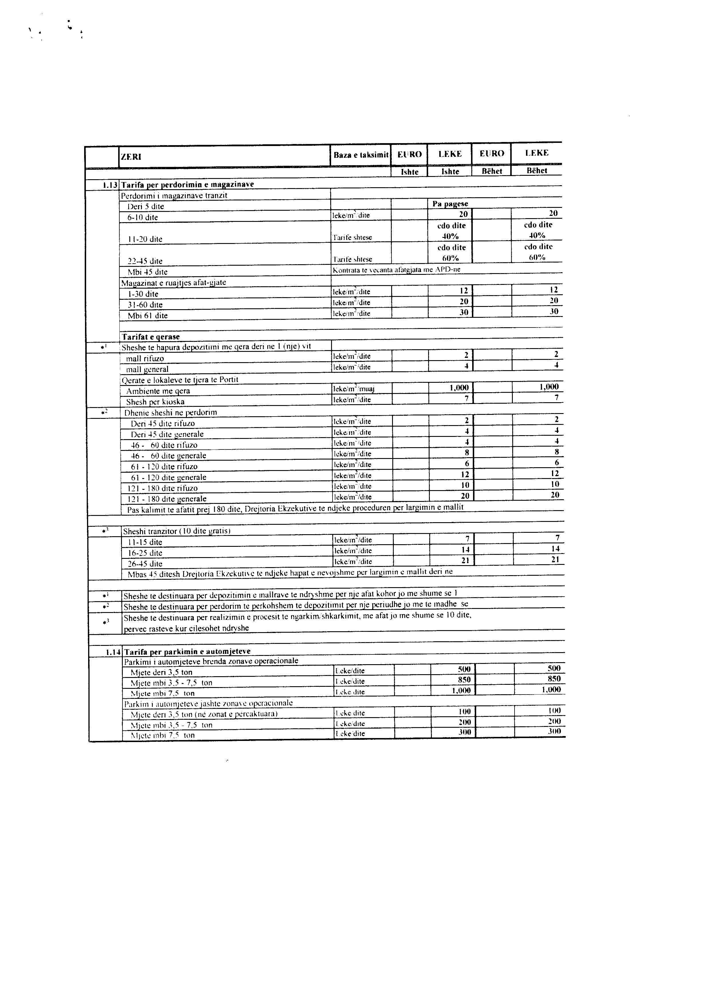 ZERI Baza e taksimit EURO LEKE EURO LEKE
Ishte Ishte Bëhet Bëhet
1.13 Tarifa per perdorimin e magazinave
Perdorimi i magazinave tranzit
Deri 5 dite Pa pagese
6-10 dite leke/m²/dite 20 20
cdo dite cdo dite
11-20 dite Tarife shtese 40% 40%
cdo dite cdo dite
22-45 dite Tarife shtese 60% 60%
Mbi 45 dite Kontrata te vecanta afatgjata me APD-ne
Magazinat e ruajtjes afat-gjate
1-30 dite leke/m²/dite 12 12
31-60 dite leke/m²/dite 20 20
Mbi 61 dite leke/m²/dite 30 30
Tarifat e qerase
*1 Sheshe te hapura depozitimi me qera deri ne 1 (nje) vit
mall rifuzo leke/m²/dite 2 2
mall general leke/m²/dite 4 4
Qerate e lokaleve te tjera te Portit
Ambiente me qera leke/m²/muaj 1,000 1,000
Shesh per kioska leke/m²/dite 7 7
*2 Dhenie sheshi ne perdorim
Deri 45 dite rifuzo leke/m²/dite 2 2
Deri 45 dite generale leke/m²/dite 4 4
46 - 60 dite rifuzo leke/m²/dite 4 4
46 - 60 dite generale leke/m²/dite 8 8
61 - 120 dite rifuzo leke/m²/dite 6 6
61 - 120 dite generale leke/m²/dite 12 12
121 - 180 dite rifuzo leke/m²/dite 10 10
121 - 180 dite generale leke/m²/dite 20 20
Pas kalimit te afatit prej 180 dite, Drejtoria Ekzekutive te ndjeke proceduren per largimin e mallit
*3 Sheshi tranzitor (10 dite gratis)
11-15 dite leke/m²/dite 7 7
16-25 dite leke/m²/dite 14 14
26-45 dite leke/m²/dite 21 21
Mbas 45 ditesh Drejtoria Ekzekutive te ndjeke hapat e nevojshme per largimin e mallit deri ne
*1 Sheshe te destinuara per depozitimin e mallrave te ndryshme per nje afat kohor jo me shume se 1
*2 Sheshe te destinuara per perdorim te perkohshem te depozitimit per nje periudhe jo me te madhe se
*3 Sheshe te destinuara per realizimin e procesit te ngarkim/shkarkimit, me afat jo me shume se 10 dite,
pervec rasteve kur cilesohet ndryshe
1.14 Tarifa per parkimin e automjeteve
Parkimi i automjeteve brenda zonave operacionale
Mjete deri 3,5 ton Leke/dite 500 500
Mjete mbi 3,5 - 7,5 ton Leke/dite 850 850
Mjete mbi 7,5 ton Leke/dite 1,000 1,000
Parkim i automjeteve jashte zonave operacionale
Mjete deri 3,5 ton (në zonat e percaktuara) Leke/dite 100 100
Mjete mbi 3,5 - 7,5 ton Leke/dite 200 200
Mjete mbi 7,5 ton Leke/dite 300 300